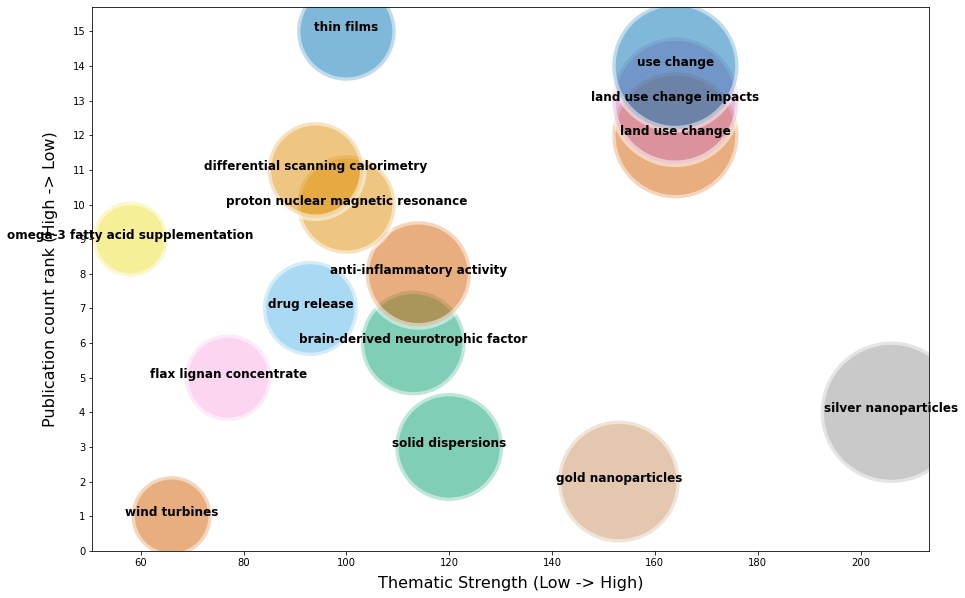 15
thin films
14
use change
13
land use change impacts
12
land use change
11
differential scanning calorimetry
10
proton nuclear magnetic resonance
9
omega-3 fatty acid supplementation
8
anti-inflammatory activity
7
drug release
6
brain-derived neurotrophic factor
5
flax lignan concentrate
4
silver nanoparticles
3
solid dispersions
2
gold nanoparticles
1
wind turbines
0
Publication count rank (High -> Low)
60 80 100 120 140 160 180 200
Thematic Strength (Low -> High)